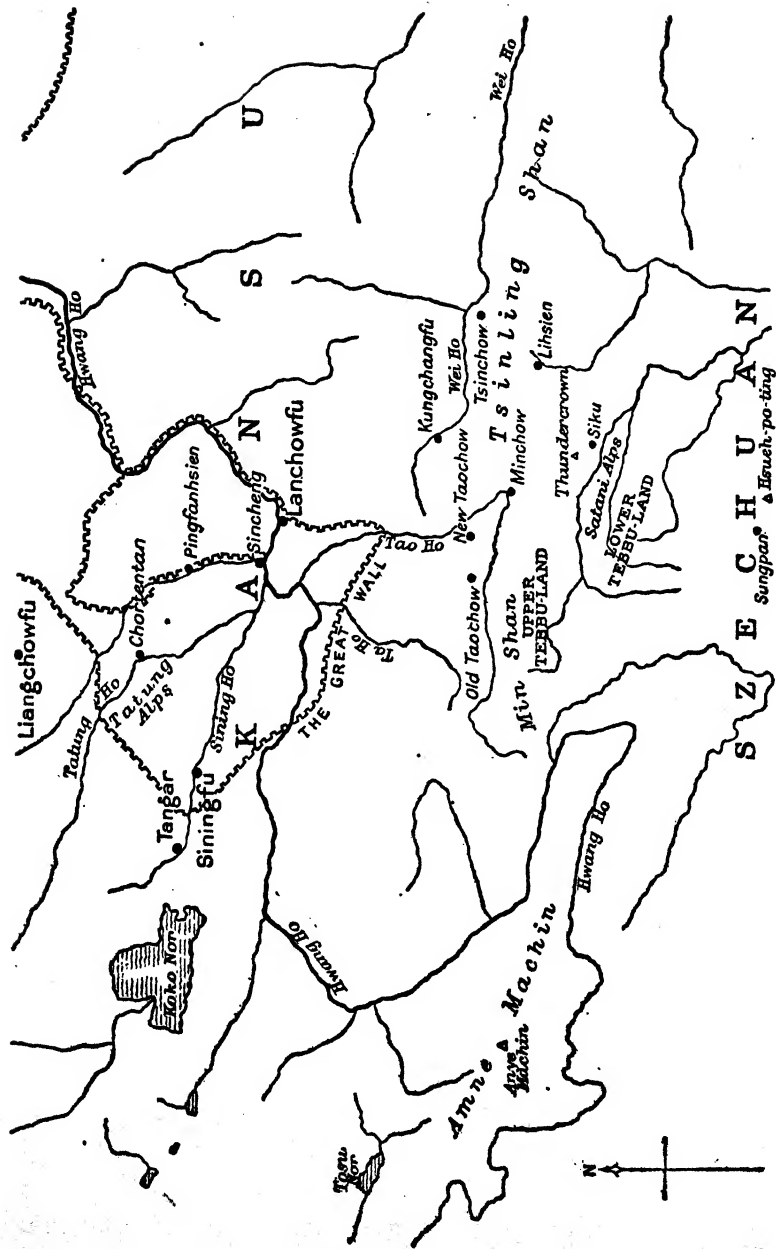 Liangchowfu
Tatung
Ho
Chortentan
Tatung
Alps
Pingfanhsien
Hwang
Ho
Tangar
Siningfu
Sining Ho
Sincheng
Lanchowfu
K A N S U
Koko Nor
THE GREAT WALL
Hwang Ho
Ta Ho
Tao Ho
Tosu
Nor
Amne Machin
Anye
Machin
Hwang Ho
Old Taochow
New Taochow
Minchow
Min Shan
UPPER
TEBBU-LAND
Kungchangfu
Wei Ho
Tsinchow
Wei Ho
Tsinling Shan
Lihsien
Thundercrown
Siku
Satani Alps
LOWER
TEBBU-LAND
S Z E C H U A N
Sungpan
Hsueh-po-ting
N